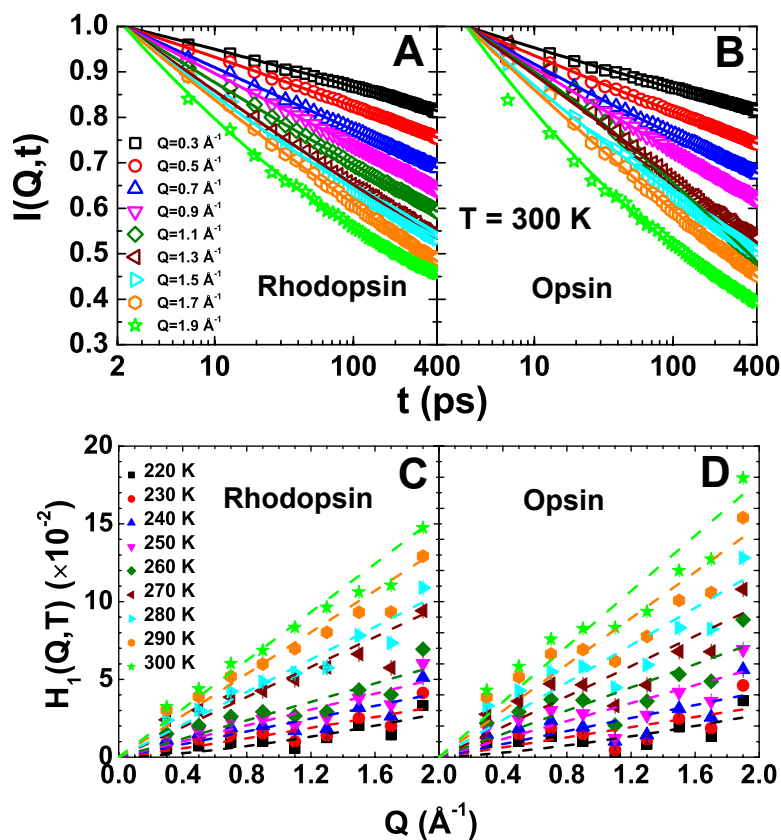 A
B
1.0
0.9
0.8
0.7
0.6
0.5
0.4
0.3
I(Q,t)
Q=0.3 Å⁻¹
Q=0.5 Å⁻¹
Q=0.7 Å⁻¹
Q=0.9 Å⁻¹
Q=1.1 Å⁻¹
Q=1.3 Å⁻¹
Q=1.5 Å⁻¹
Q=1.7 Å⁻¹
Q=1.9 Å⁻¹
Rhodopsin
T = 300 K
Opsin
2 10 100 400 2 10 100 400
t (ps)
C
D
20
15
10
5
0
H₁(Q,T) (×10⁻²)
220 K
230 K
240 K
250 K
260 K
270 K
280 K
290 K
300 K
Rhodopsin
Opsin
0.0 0.4 0.8 1.2 1.6 2.0 0.4 0.8 1.2 1.6 2.0
Q (Å⁻¹)